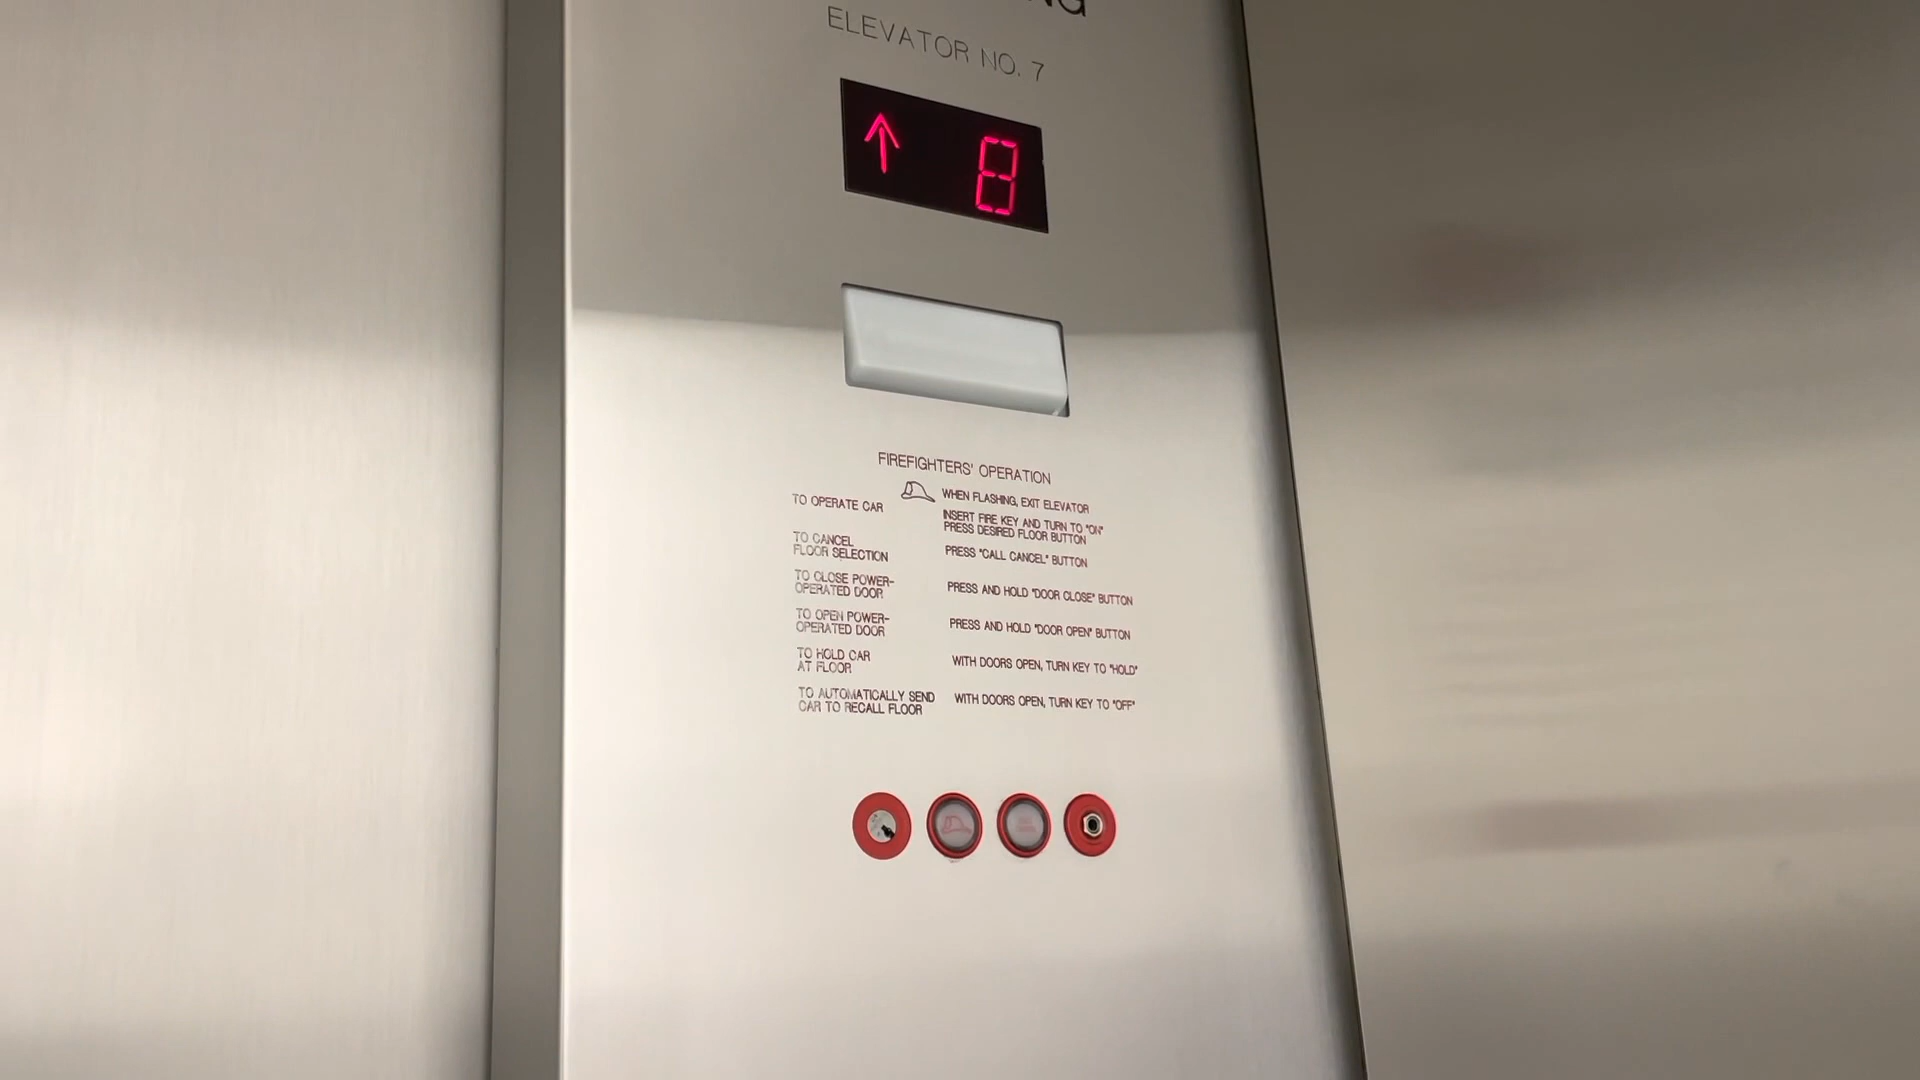 ELEVATOR NO. 7
↑ 8
FIREFIGHTERS' OPERATION
WHEN FLASHING, EXIT ELEVATOR
TO OPERATE CAR
INSERT FIRE KEY AND TURN TO "ON"
PRESS DESIRED FLOOR BUTTON
TO CANCEL
FLOOR SELECTION
PRESS "CALL CANCEL" BUTTON
TO CLOSE POWER-
OPERATED DOOR
PRESS AND HOLD "DOOR CLOSE" BUTTON
TO OPEN POWER-
OPERATED DOOR
PRESS AND HOLD "DOOR OPEN" BUTTON
TO HOLD CAR
AT FLOOR
WITH DOORS OPEN, TURN KEY TO "HOLD"
TO AUTOMATICALLY SEND
CAR TO RECALL FLOOR
WITH DOORS OPEN, TURN KEY TO "OFF"